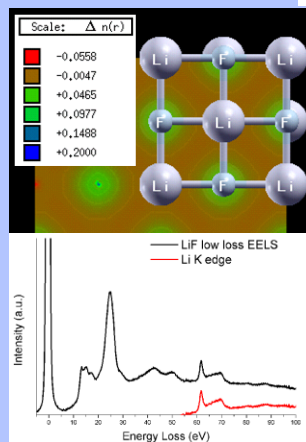 Scale: Δ n(r)
-0.0558
-0.0047
+0.0465
+0.0977
+0.1488
+0.2000
Li F Li
F Li F
Li F Li
LiF low loss EELS
Li K edge
Intensity (a.u.)
0 10 20 30 40 50 60 70 80 90 100
Energy Loss (eV)